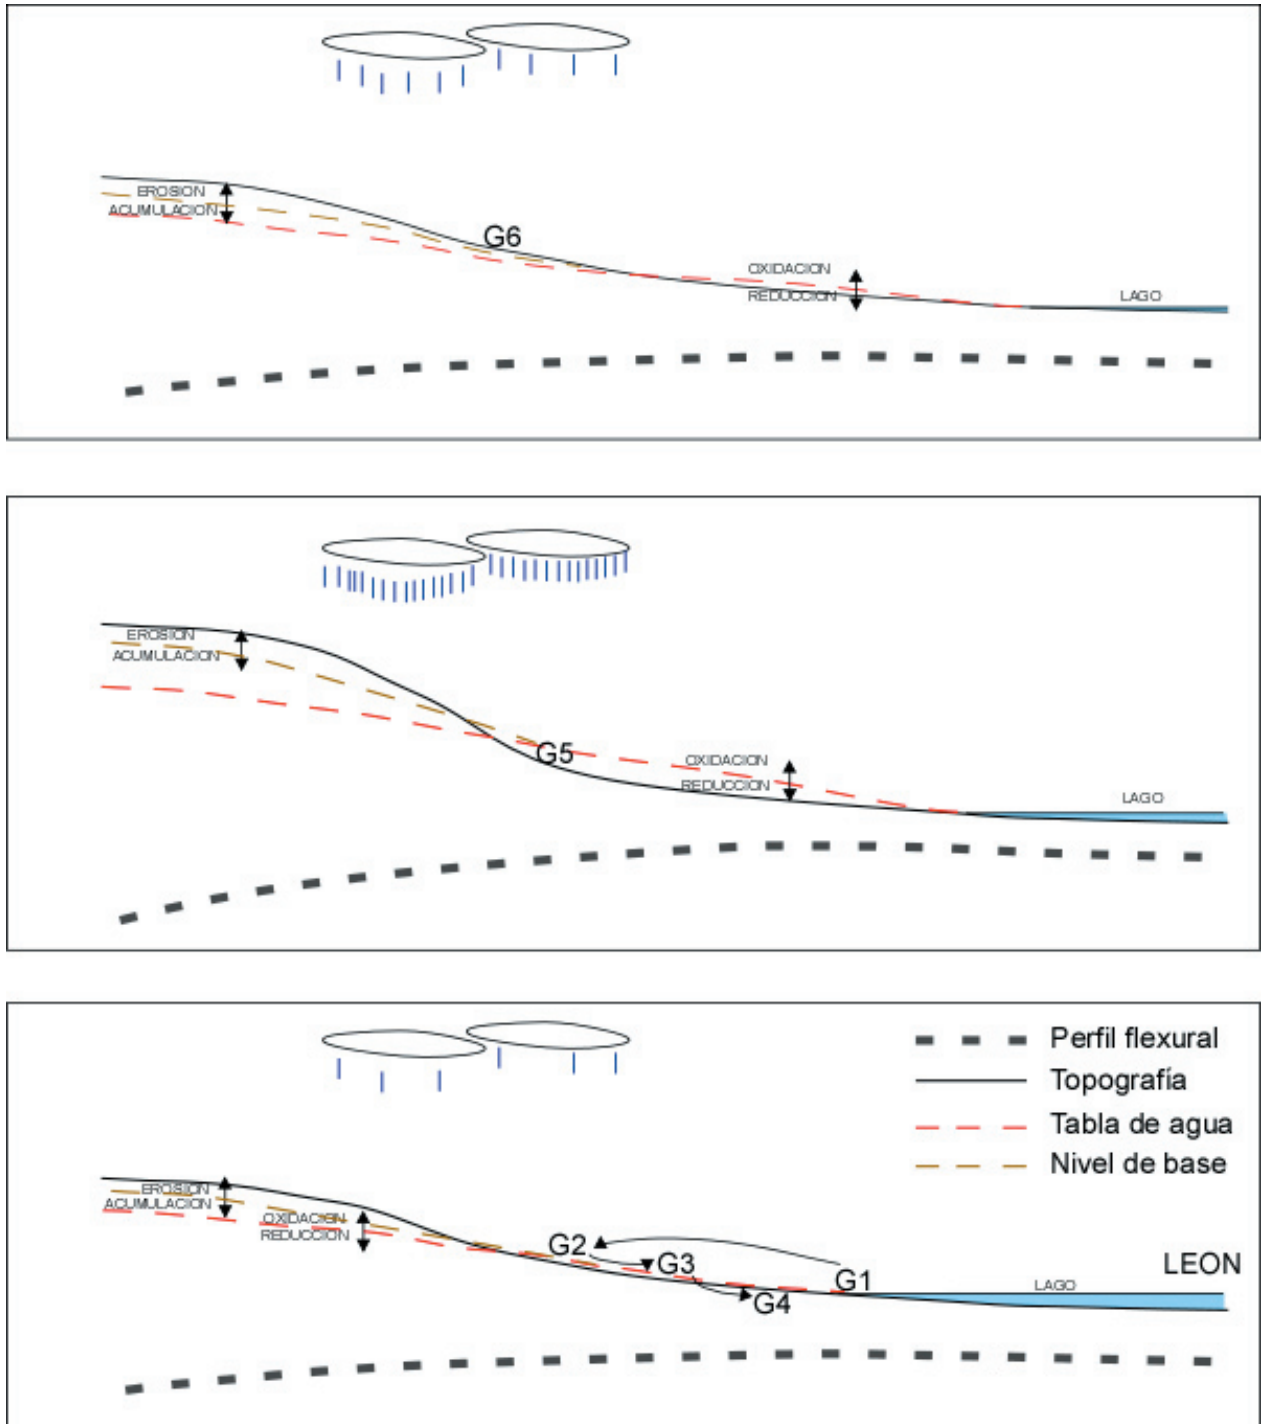 EROSION
ACUMULACION
G6
OXIDACION
REDUCCION
LAGO
EROSION
ACUMULACION
G5
OXIDACION
REDUCCION
LAGO
Perfil flexural
Topografía
Tabla de agua
Nivel de base
EROSION
ACUMULACION
OXIDACION
REDUCCION
G2
G3
G1
G4
LAGO
LEON